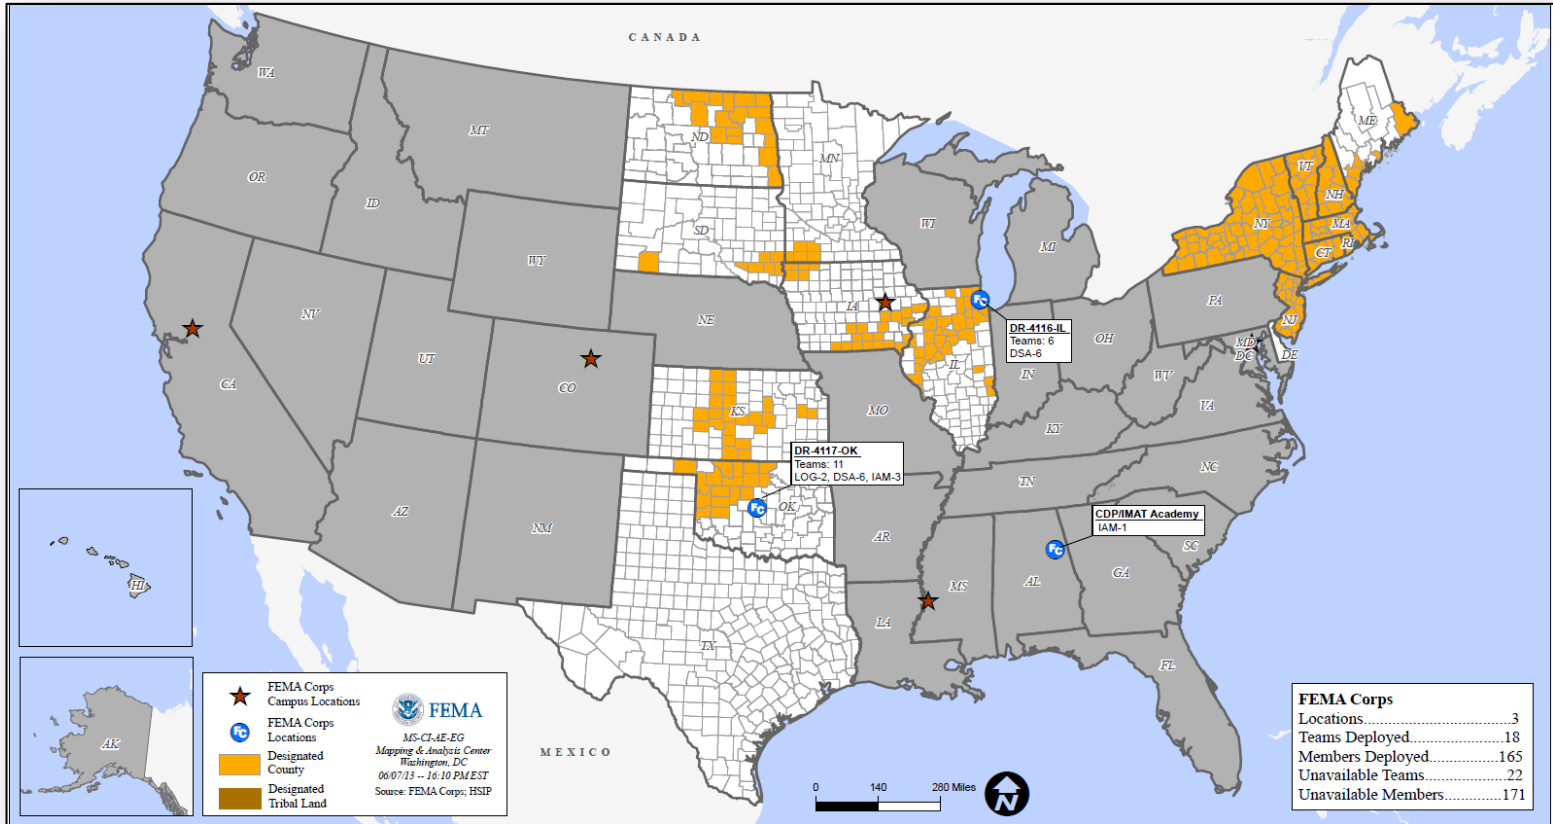 CANADA
WA
MT
ND
MN
ME
OR
ID
SD
WI
MI
VT
NH
NY
MA
CT
RI
WY
IA
PA
NJ
NV
NE
UT
CO
CA
DR-4116-IL
Teams: 6
DSA-6
IL
IN
OH
MD
DC
DE
WV
VA
KS
MO
KY
DR-4117-OK
Teams: 11
LOG-2, DSA-6, IAM-3
NC
TN
AZ
NM
OK
AR
CDP/IMAT Academy
IAM-1
SC
MS
AL
GA
HI
LA
TX
FL
AK
MEXICO
FC
FC
FC
FEMA Corps
Campus Locations
FC
FEMA Corps
Locations
Designated
County
Designated
Tribal Land
FEMA
MS-CI-AE-EG
Mapping & Analysis Center
Washington, DC
06/07/13 -- 16:10 PM EST
Source: FEMA Corps; HSIP
0 140 280 Miles
N
FEMA Corps
Locations.......................................3
Teams Deployed........................18
Members Deployed..................165
Unavailable Teams.....................22
Unavailable Members..............171